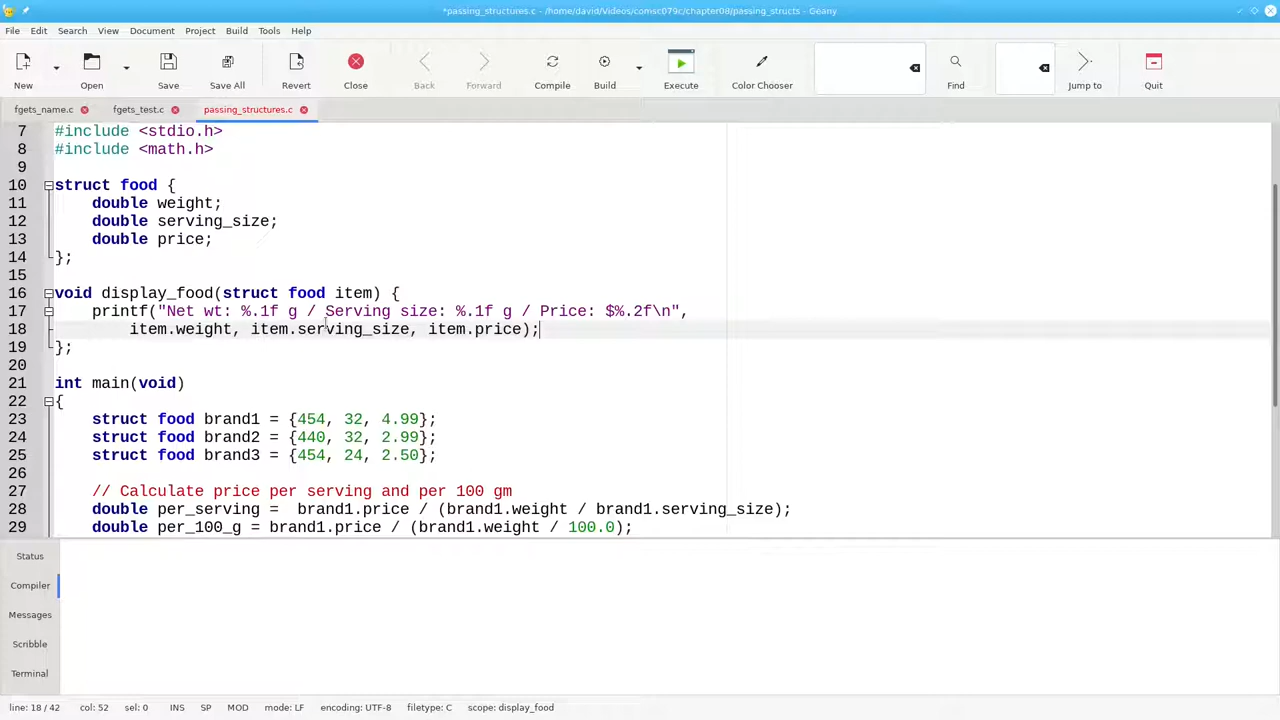 *passing_structures.c - /home/david/Videos/comsc079c/chapter08/passing_structs - Geany
File Edit Search View Document Project Build Tools Help
New Open Save Save All Revert Close Back Forward Compile Build Execute Color Chooser Find Jump to Quit
fgets_name.c fgets_test.c passing_structures.c
7 #include <stdio.h>
8 #include <math.h>
9
10 struct food {
11     double weight;
12     double serving_size;
13     double price;
14 };
15
16 void display_food(struct food item) {
17     printf("Net wt: %.1f g / Serving size: %.1f g / Price: $%.2f\n",
18         item.weight, item.serving_size, item.price);
19 };
20
21 int main(void)
22 {
23     struct food brand1 = {454, 32, 4.99};
24     struct food brand2 = {440, 32, 2.99};
25     struct food brand3 = {454, 24, 2.50};
26
27     // Calculate price per serving and per 100 gm
28     double per_serving =  brand1.price / (brand1.weight / brand1.serving_size);
29     double per_100_g = brand1.price / (brand1.weight / 100.0);
Status
Compiler
Messages
Scribble
Terminal
line: 18 / 42 col: 52 sel: 0 INS SP MOD mode: LF encoding: UTF-8 filetype: C scope: display_food